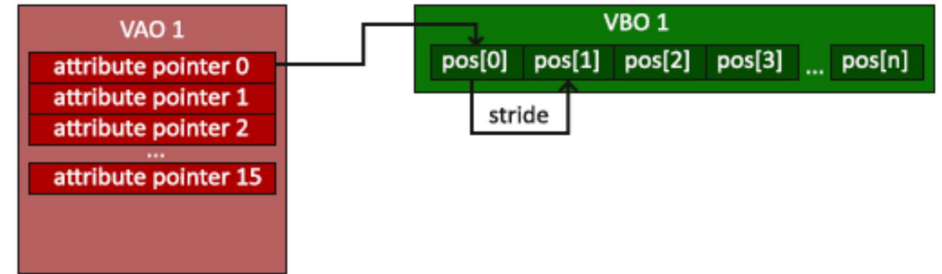 VAO 1
attribute pointer 0
attribute pointer 1
attribute pointer 2
...
attribute pointer 15
VBO 1
pos[0] pos[1] pos[2] pos[3] ... pos[n]
stride